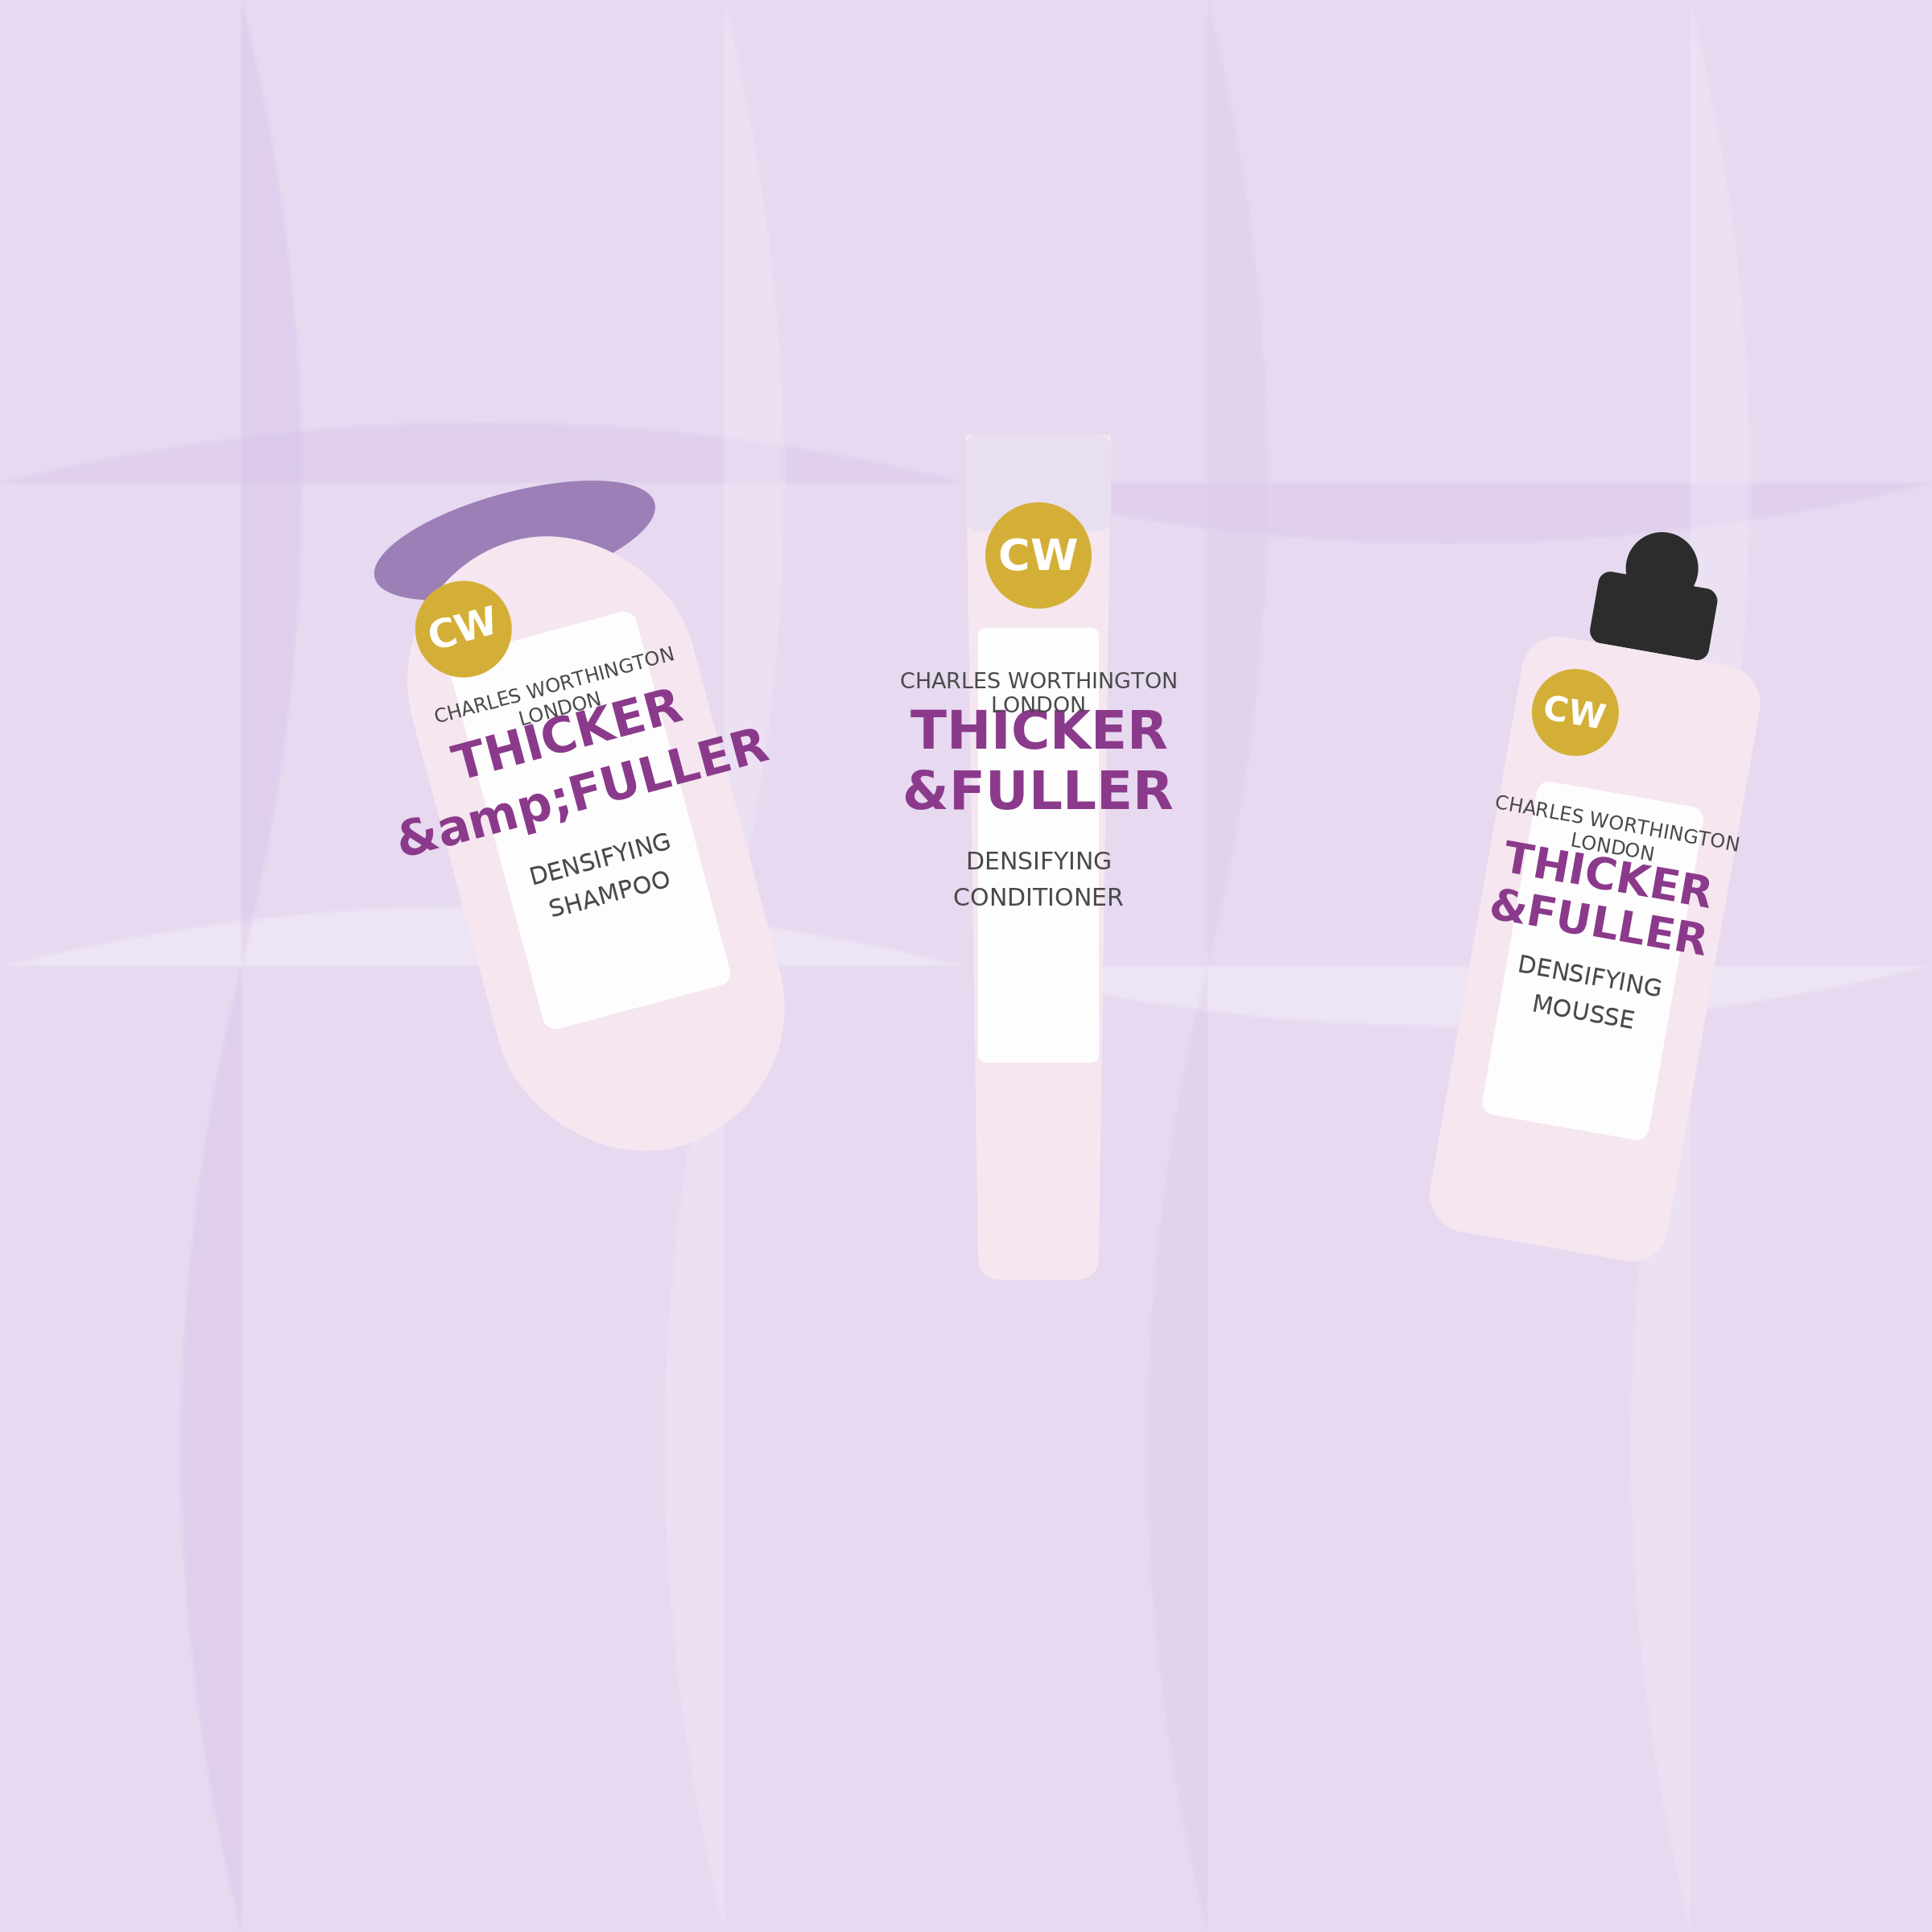 CW
CHARLES WORTHINGTON
LONDON
THICKER
&amp;FULLER
DENSIFYING
SHAMPOO
CW
CHARLES WORTHINGTON
LONDON
THICKER
&FULLER
DENSIFYING
CONDITIONER
CW
CHARLES WORTHINGTON
LONDON
THICKER
&FULLER
DENSIFYING
MOUSSE